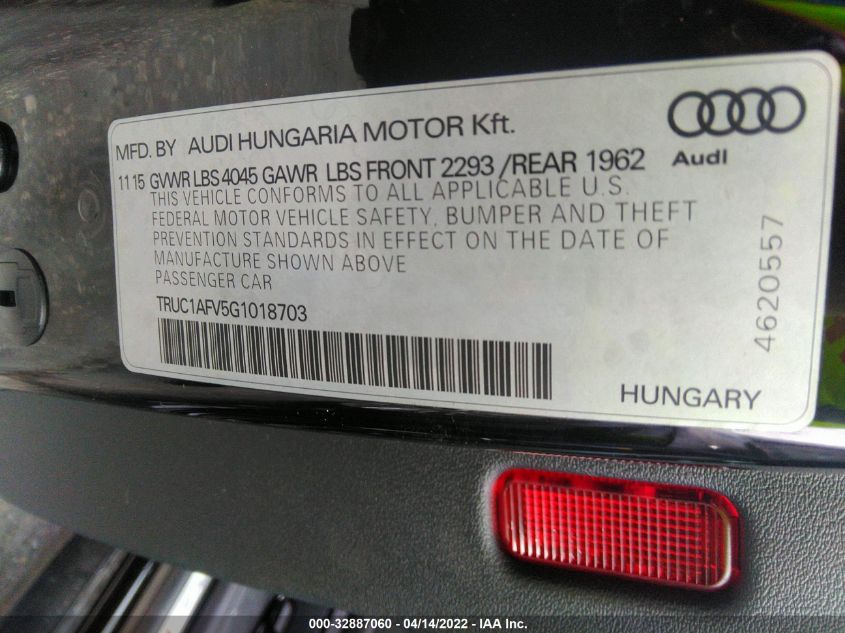 MFD. BY AUDI HUNGARIA MOTOR Kft.
Audi
11 15 GVWR LBS 4045 GAWR LBS FRONT 2293 /REAR 1962
THIS VEHICLE CONFORMS TO ALL APPLICABLE U.S.
FEDERAL MOTOR VEHICLE SAFETY, BUMPER AND THEFT
PREVENTION STANDARDS IN EFFECT ON THE DATE OF
MANUFACTURE SHOWN ABOVE
PASSENGER CAR
TRUC1AFV5G1018703
4620557
HUNGARY
000-32887060 - 04/14/2022 - IAA Inc.